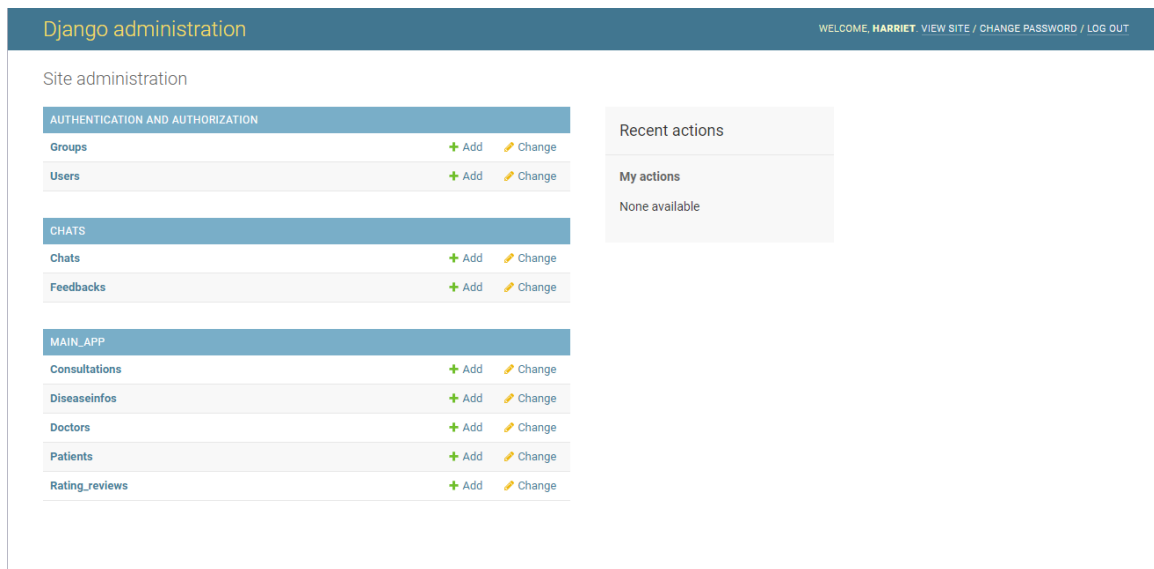 Django administration
WELCOME, HARRIET. VIEW SITE / CHANGE PASSWORD / LOG OUT
Site administration
AUTHENTICATION AND AUTHORIZATION
Groups Add Change
Users Add Change
CHATS
Chats Add Change
Feedbacks Add Change
MAIN_APP
Consultations Add Change
Diseaseinfos Add Change
Doctors Add Change
Patients Add Change
Rating_reviews Add Change
Recent actions
My actions
None available